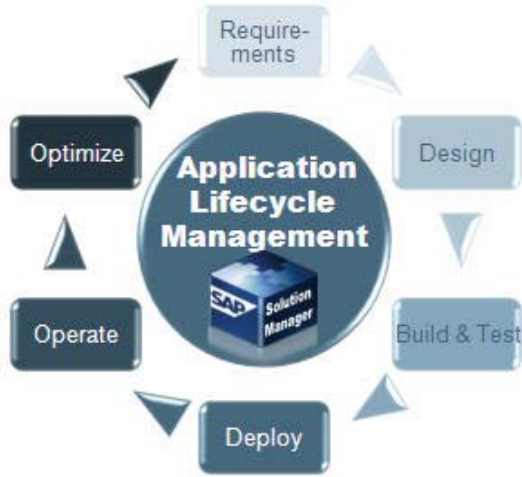 Require-
ments
Design
Build & Test
Deploy
Operate
Optimize
Application
Lifecycle
Management
SAP
Solution
Manager